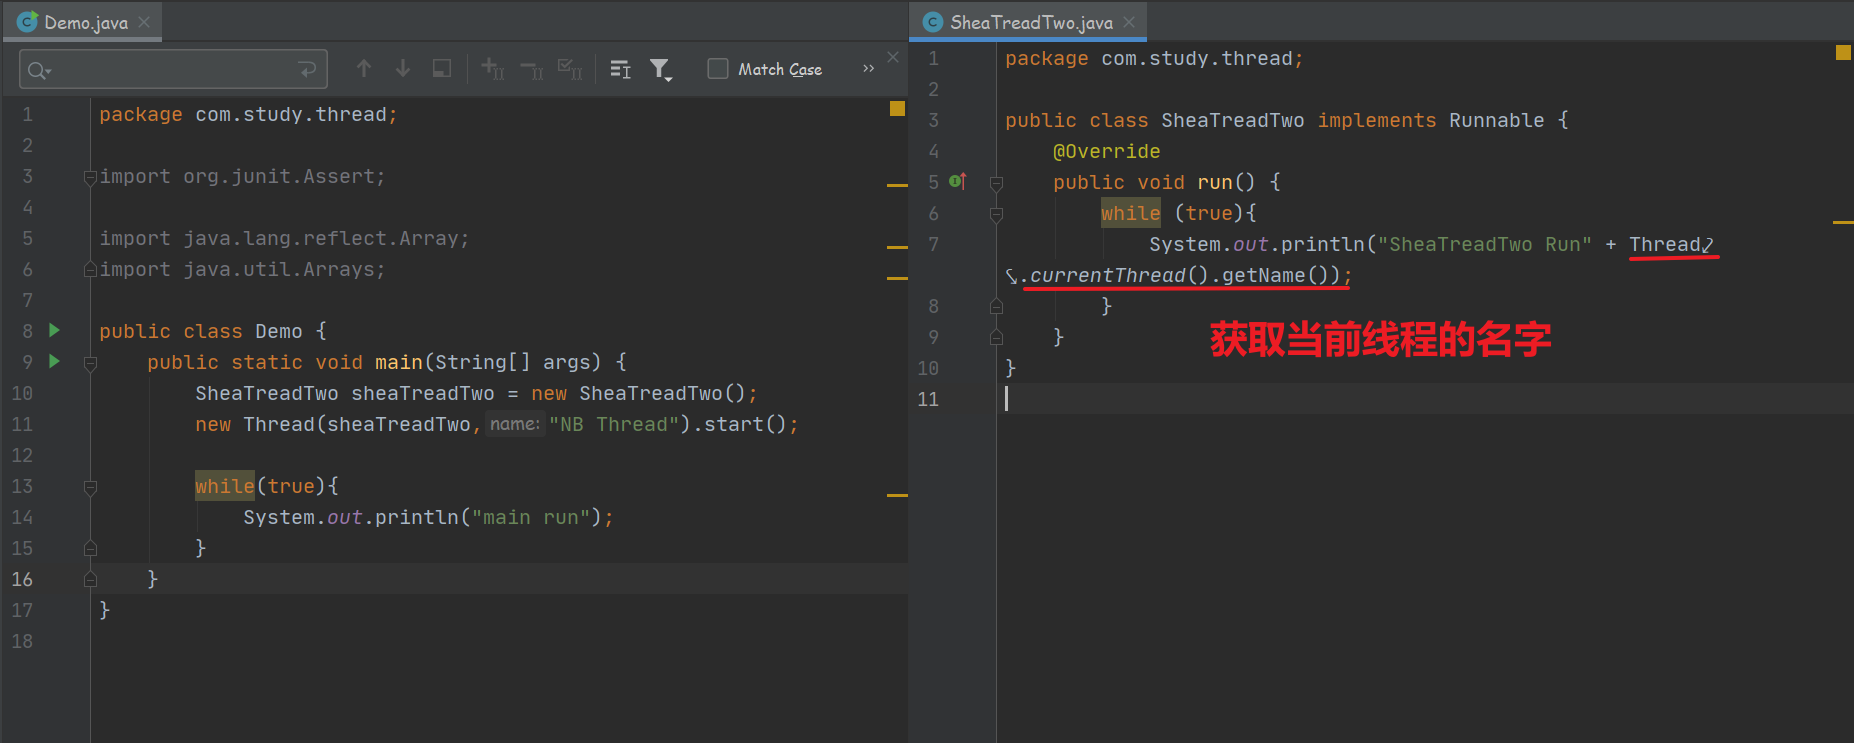 Demo.java
Match Case
1 package com.study.thread;
2
3 import org.junit.Assert;
4
5 import java.lang.reflect.Array;
6 import java.util.Arrays;
7
8 public class Demo {
9 public static void main(String[] args) {
10 SheaTreadTwo sheaTreadTwo = new SheaTreadTwo();
11 new Thread(sheaTreadTwo, name: "NB Thread").start();
12
13 while(true){
14 System.out.println("main run");
15 }
16 }
17 }
18
SheaTreadTwo.java
1 package com.study.thread;
2
3 public class SheaTreadTwo implements Runnable {
4 @Override
5 public void run() {
6 while (true){
7 System.out.println("SheaTreadTwo Run" + Thread
.currentThread().getName());
8 }
9 }
获取当前线程的名字
10 }
11